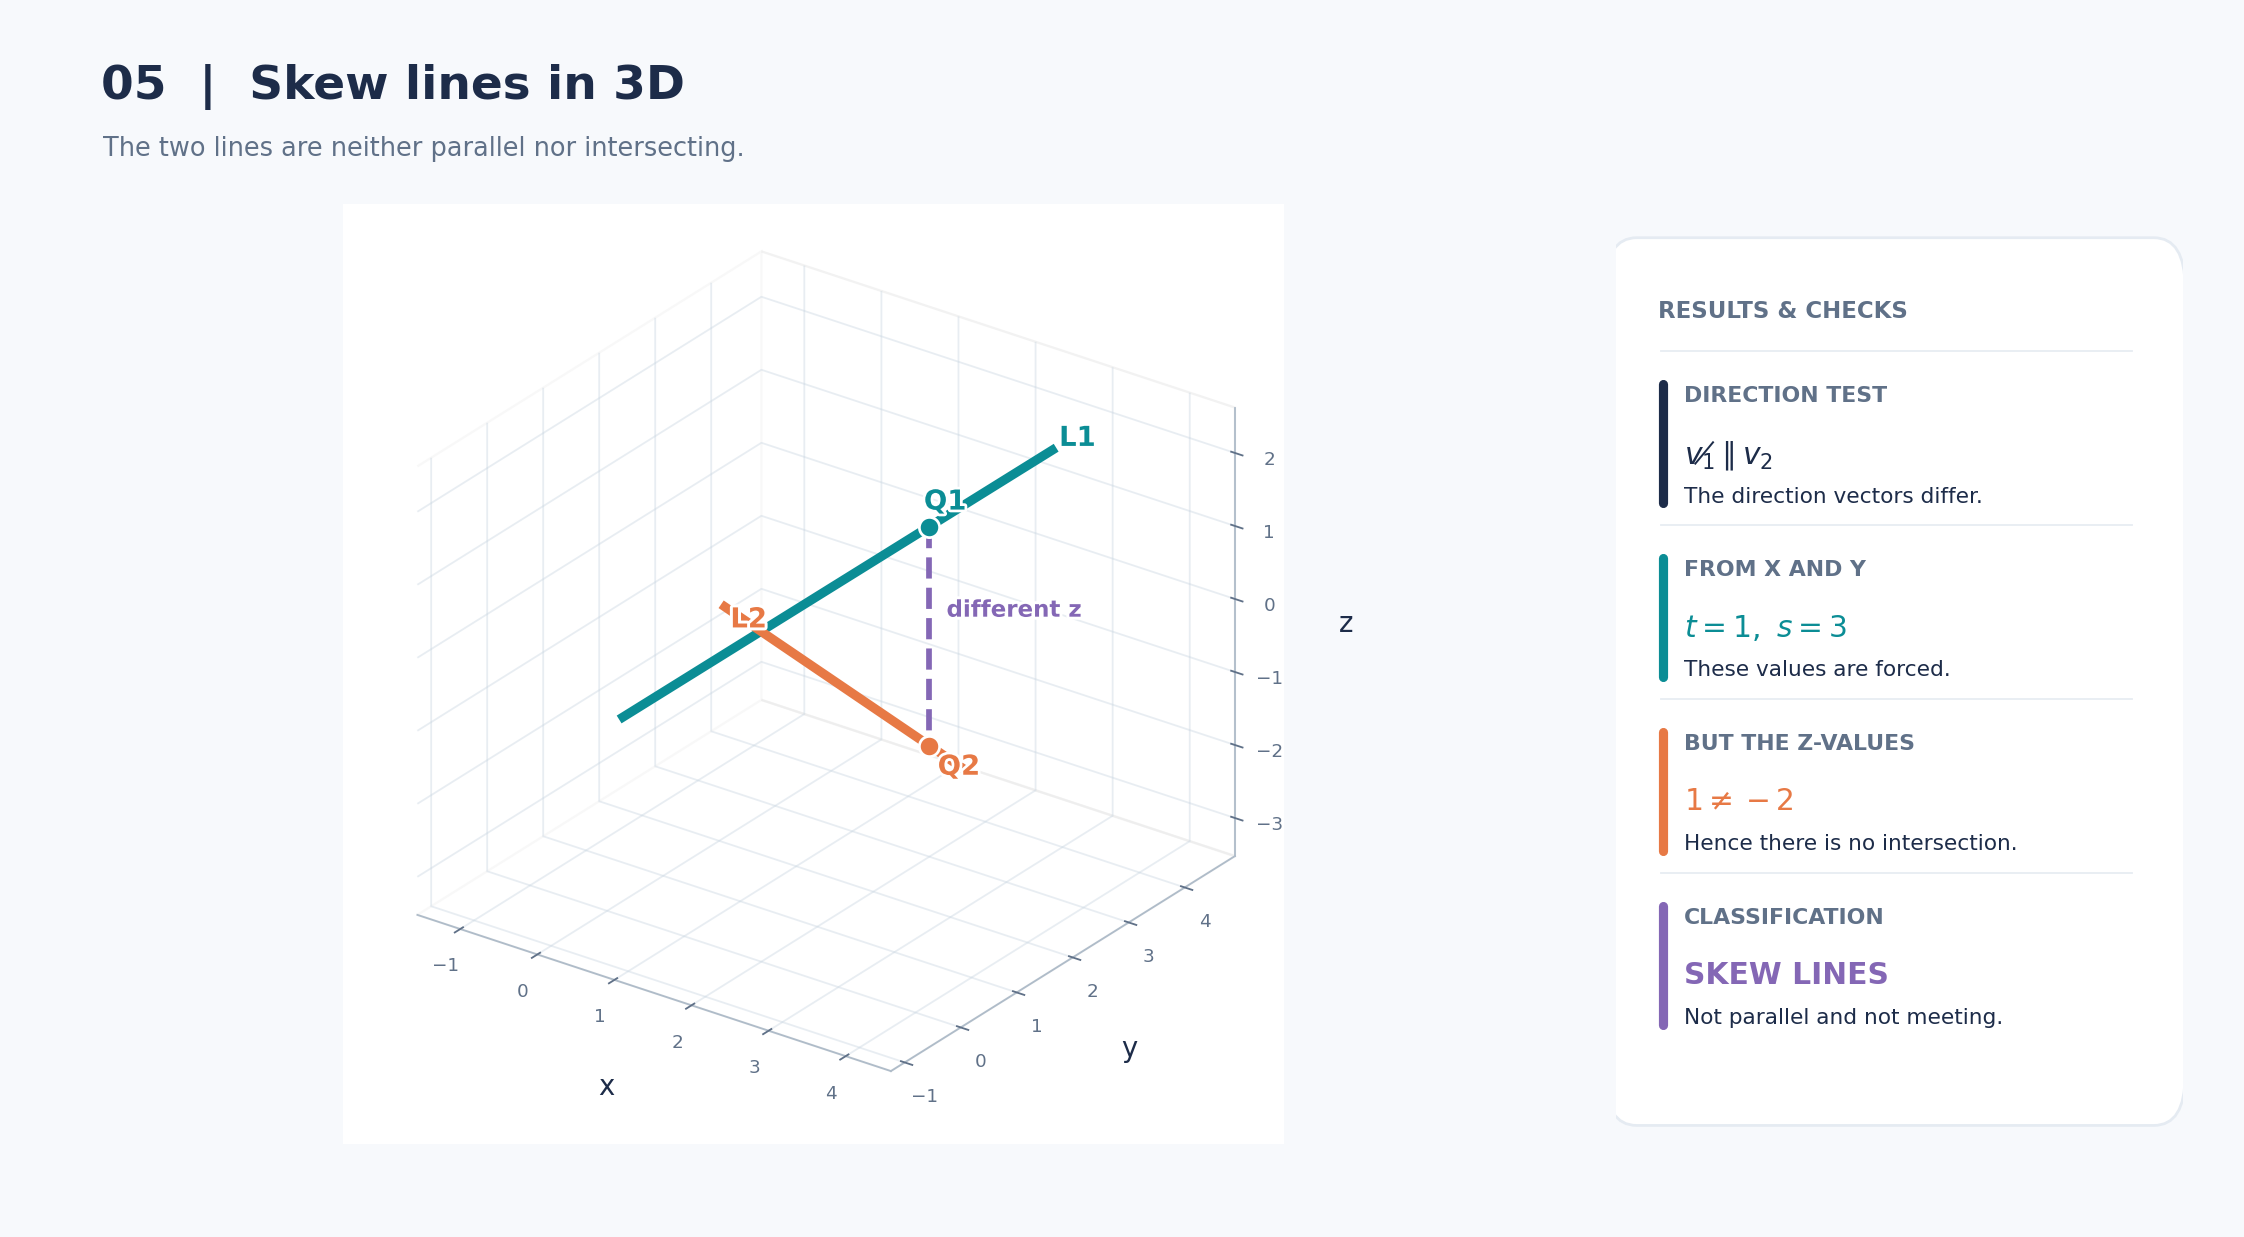 05 | Skew lines in 3D
The two lines are neither parallel nor intersecting.
L1
Q1
different z
L2
Q2
2
1
0
−1
−2
−3
z
−1
0
1
2
3
4
x
−1
0
1
2
3
4
y
RESULTS & CHECKS
DIRECTION TEST
v̸₁ ∥ v₂
The direction vectors differ.
FROM X AND Y
t = 1, s = 3
These values are forced.
BUT THE Z-VALUES
1 ≠ −2
Hence there is no intersection.
CLASSIFICATION
SKEW LINES
Not parallel and not meeting.